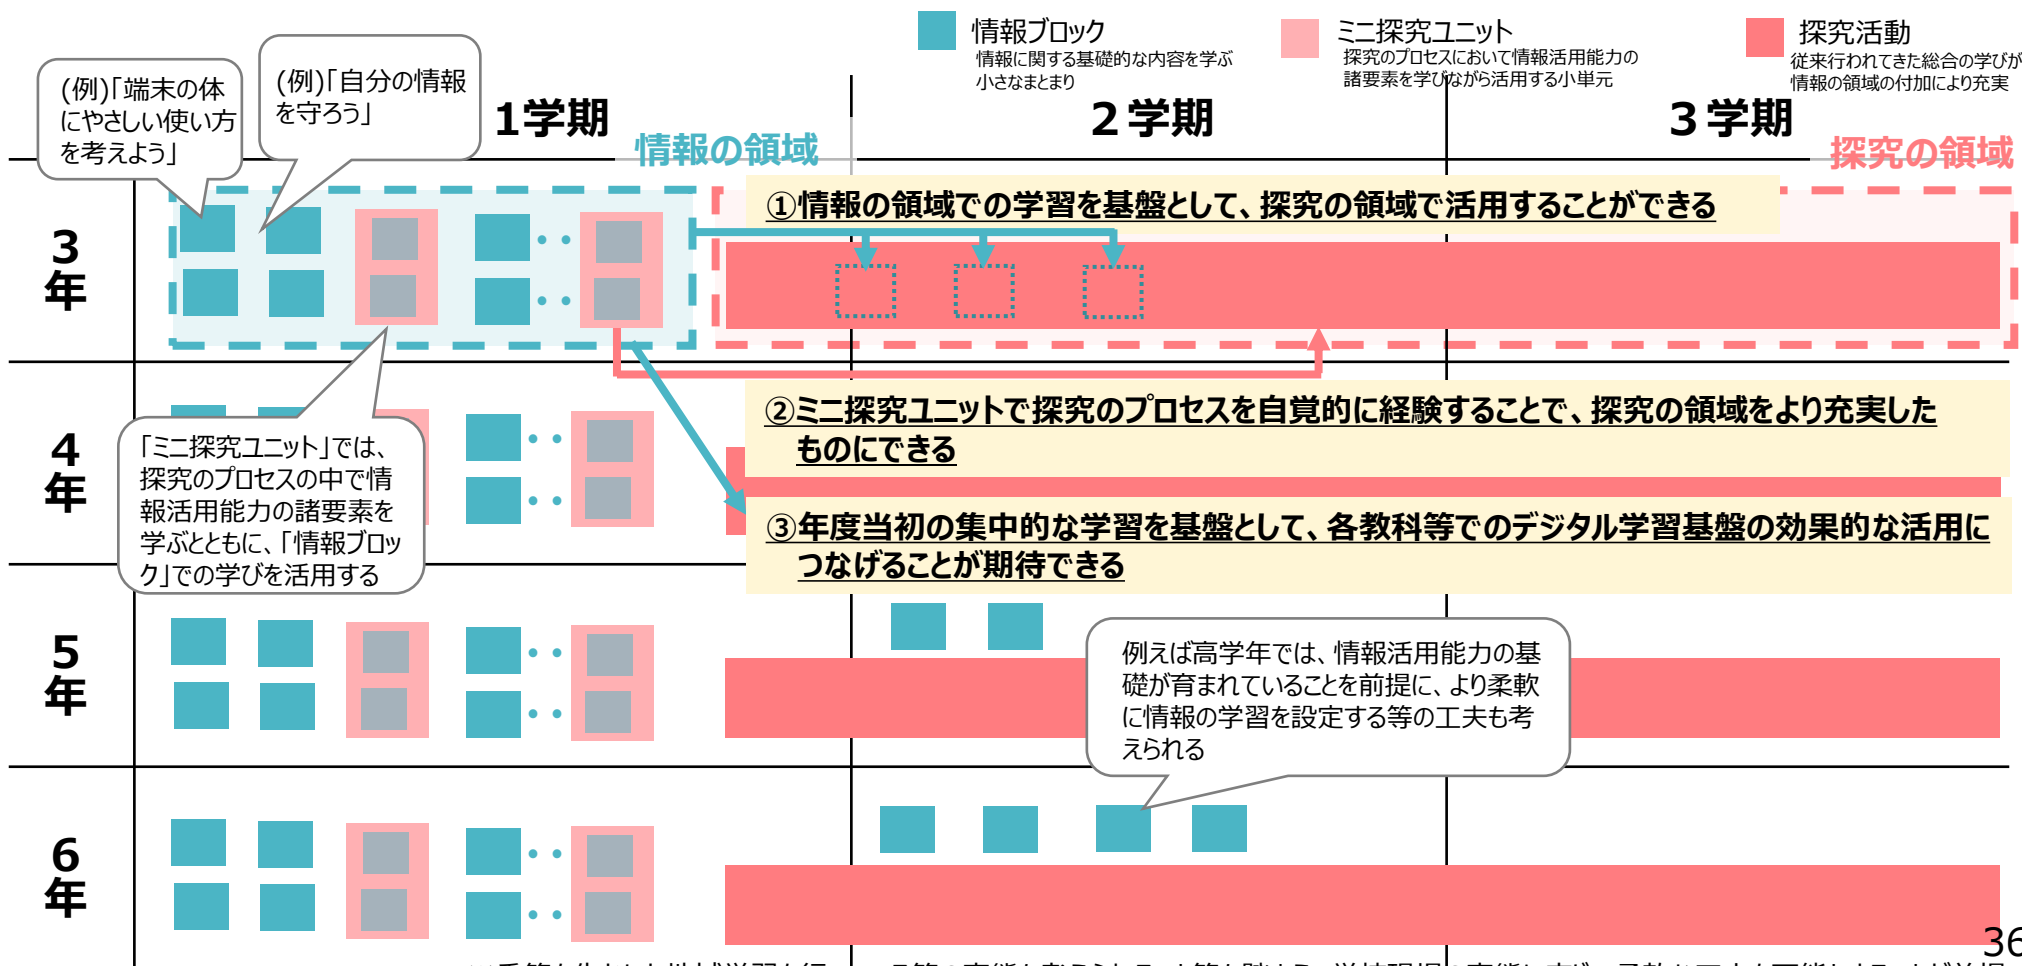 情報ブロック
情報に関する基礎的な内容を学ぶ
小さなまとまり
ミニ探究ユニット
探究のプロセスにおいて情報活用能力の
諸要素を学びながら活用する小単元
探究活動
従来行われてきた総合の学びが
情報の領域の付加により充実
(例)「端末の体
にやさしい使い方
を考えよう」
(例)「自分の情報
を守ろう」
1学期
２学期
３学期
情報の領域
探究の領域
3
年
①情報の領域での学習を基盤として、探究の領域で活用することができる
4
年
②ミニ探究ユニットで探究のプロセスを自覚的に経験することで、探究の領域をより充実した
ものにできる
「ミニ探究ユニット」では、
探究のプロセスの中で情
報活用能力の諸要素を
学ぶとともに、「情報ブロッ
ク」での学びを活用する
③年度当初の集中的な学習を基盤として、各教科等でのデジタル学習基盤の効果的な活用に
つなげることが期待できる
5
年
例えば高学年では、情報活用能力の基
礎が育まれていることを前提に、より柔軟
に情報の学習を設定する等の工夫も考
えられる
6
年
36